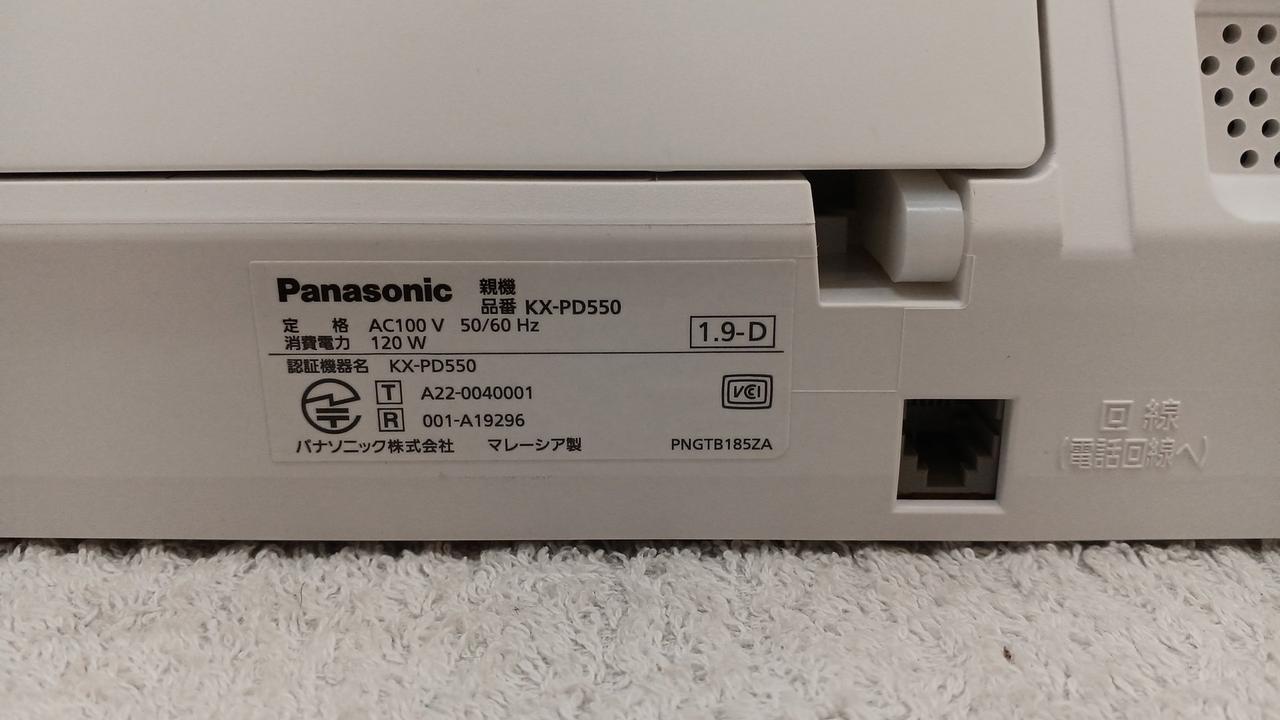 Panasonic 親機
品番 KX-PD550
定 格 AC100 V 50/60 Hz
消費電力 120 W
1.9-D
認証機器名 KX-PD550
T A22-0040001
R 001-A19296
VCI
パナソニック株式会社 マレーシア製 PNGTB185ZA
回 線
(電話回線へ)